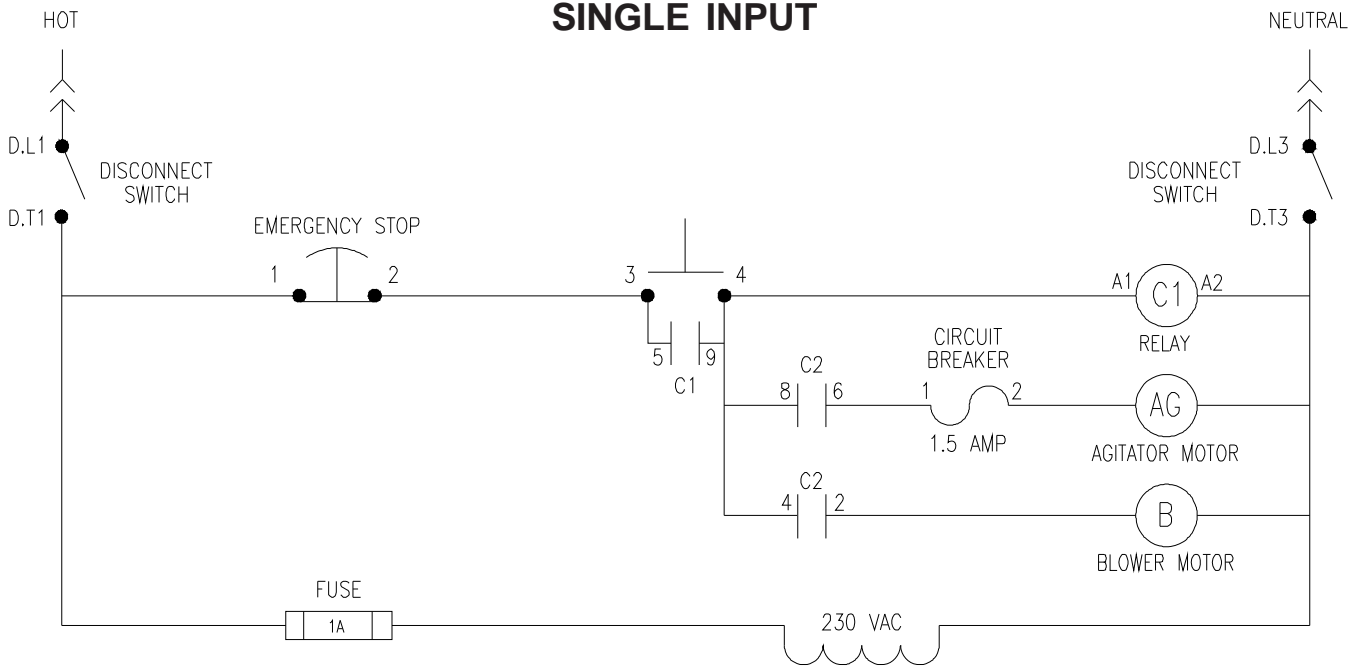 SINGLE INPUT
HOT
NEUTRAL
D.L1
DISCONNECT
SWITCH
D.T1
D.L3
DISCONNECT
SWITCH
D.T3
EMERGENCY STOP
1
2
3
4
A1
C1
A2
RELAY
5
9
C1
C2
8
6
CIRCUIT
BREAKER
1
2
1.5 AMP
AG
AGITATOR MOTOR
C2
4
2
B
BLOWER MOTOR
FUSE
1A
230 VAC